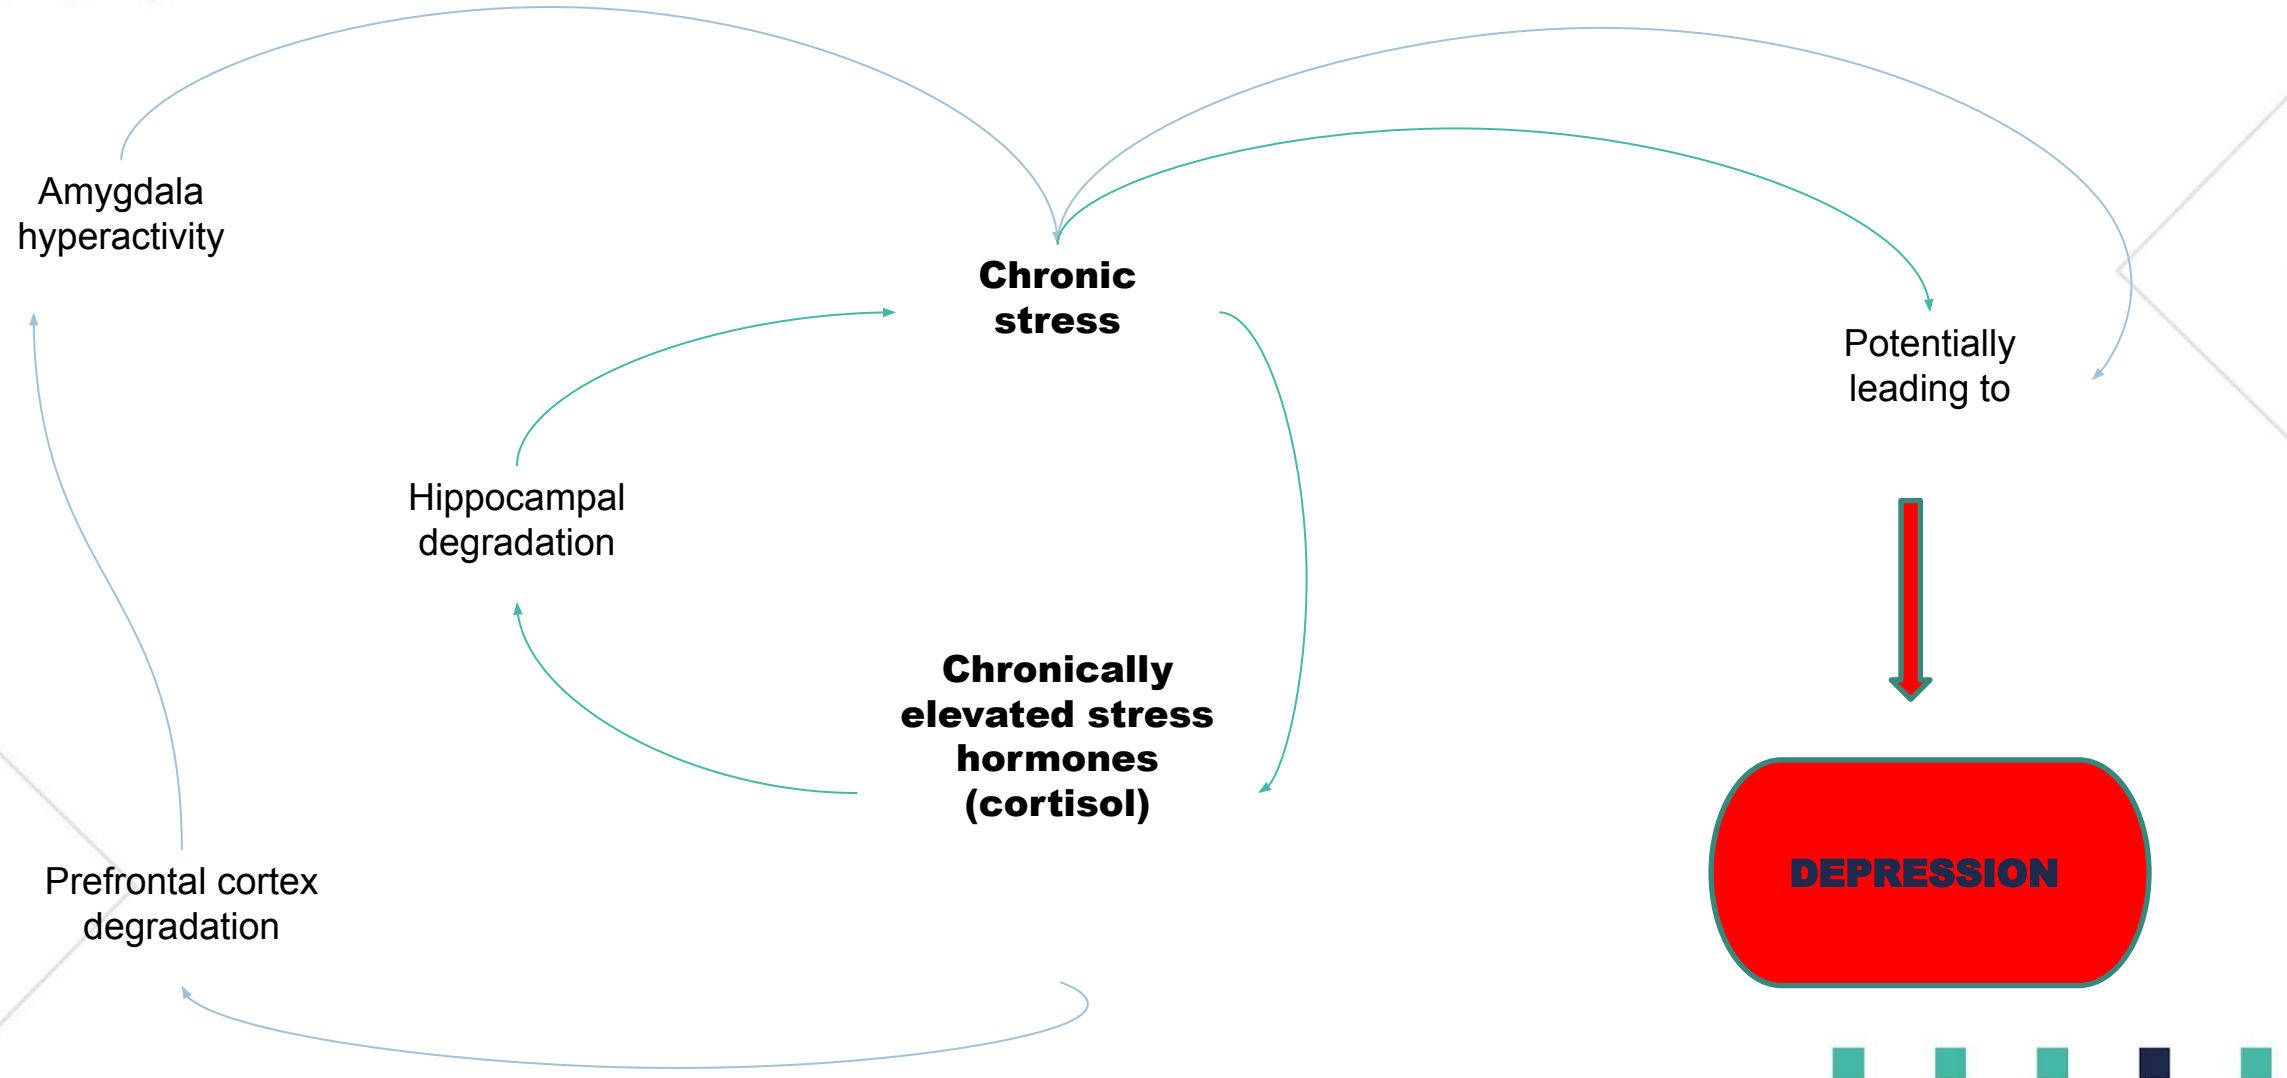 Amygdala
hyperactivity
Chronic
stress
Potentially
leading to
Hippocampal
degradation
Chronically
elevated stress
hormones
(cortisol)
Prefrontal cortex
degradation
DEPRESSION